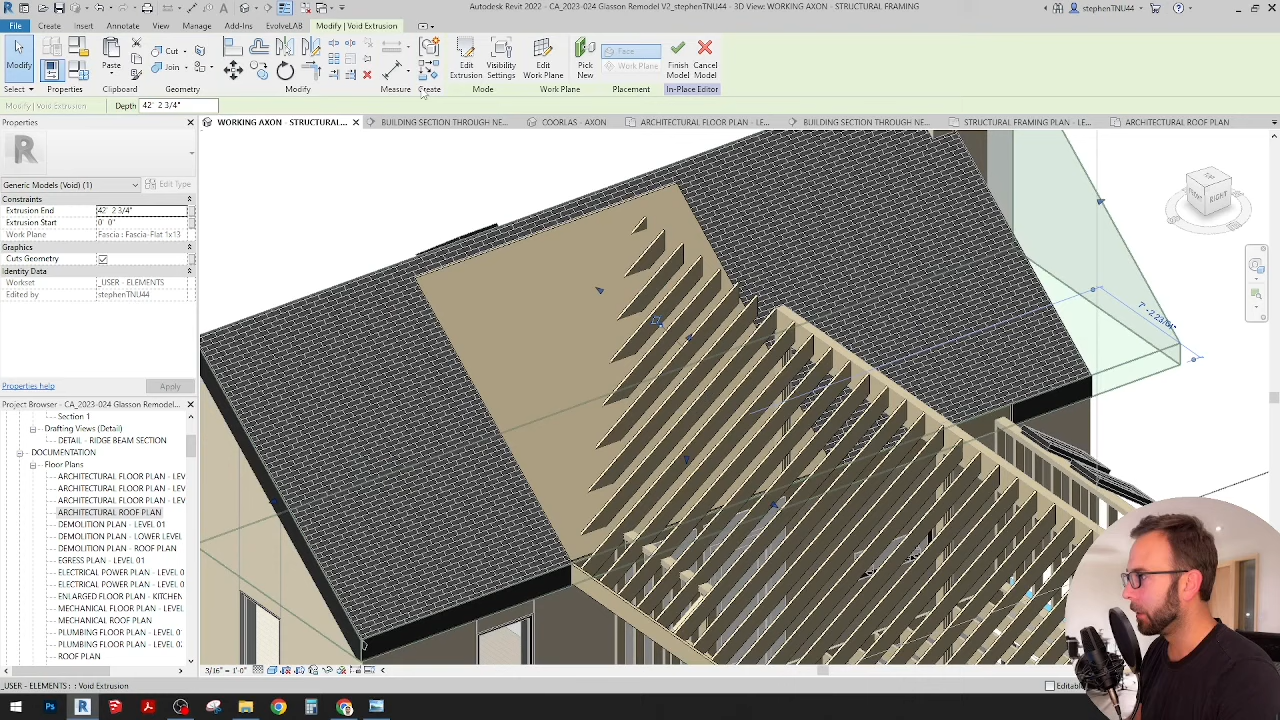 Autodesk Revit 2022 - CA_2023-024 Glasson Remodel V2_stephenTNU44 - 3D View: WORKING AXON - STRUCTURAL FRAMING
stephenTNU44
File Create Insert Annotate View Manage Add-Ins EvolveLAB Modify | Void Extrusion
Modify
Paste
Cut
Join
Edit Extrusion
Visibility Settings
Edit Work Plane
Pick New
Face
Work Plane
Finish Model
Cancel Model
Select Properties Clipboard Geometry Modify Measure Create Mode Work Plane Placement In-Place Editor
Modify | Void Extrusion Depth 42' 2 3/4"
Properties
WORKING AXON - STRUCTURAL... BUILDING SECTION THROUGH NE... COORLAS - AXON ARCHITECTURAL FLOOR PLAN - LE... BUILDING SECTION THROUGH NE... STRUCTURAL FRAMING PLAN - LE... ARCHITECTURAL ROOF PLAN
Generic Models (Void) (1) Edit Type
Constraints
Extrusion End 42' 2 3/4"
Extrusion Start 0' 0"
Work Plane Fascia : Fascia-Flat 1x13
Graphics
Cuts Geometry
Identity Data
Workset _USER - ELEMENTS
Edited by stephenTNU44
UP
RIGHT
Properties help Apply
Project Browser - CA_2023-024 Glasson Remodel...
Section 1
Drafting Views (Detail)
DETAIL - RIDGE BEAM SECTION
DOCUMENTATION
Floor Plans
ARCHITECTURAL FLOOR PLAN - LEV
ARCHITECTURAL FLOOR PLAN - LEV
ARCHITECTURAL FLOOR PLAN - LEV
ARCHITECTURAL ROOF PLAN
DEMOLITION PLAN - LEVEL 01
DEMOLITION PLAN - LOWER LEVEL
DEMOLITION PLAN - ROOF PLAN
EGRESS PLAN - LEVEL 01
ELECTRICAL POWER PLAN - LEVEL 0
ELECTRICAL POWER PLAN - LEVEL 0
ENLARGED FLOOR PLAN - KITCHEN
MECHANICAL FLOOR PLAN - LEVEL
MECHANICAL ROOF PLAN
PLUMBING FLOOR PLAN - LEVEL 0
PLUMBING FLOOR PLAN - LEVEL 0
ROOF PLAN
3/16" = 1'-0"
_USER - ELEMENTS : : Void Extrusion